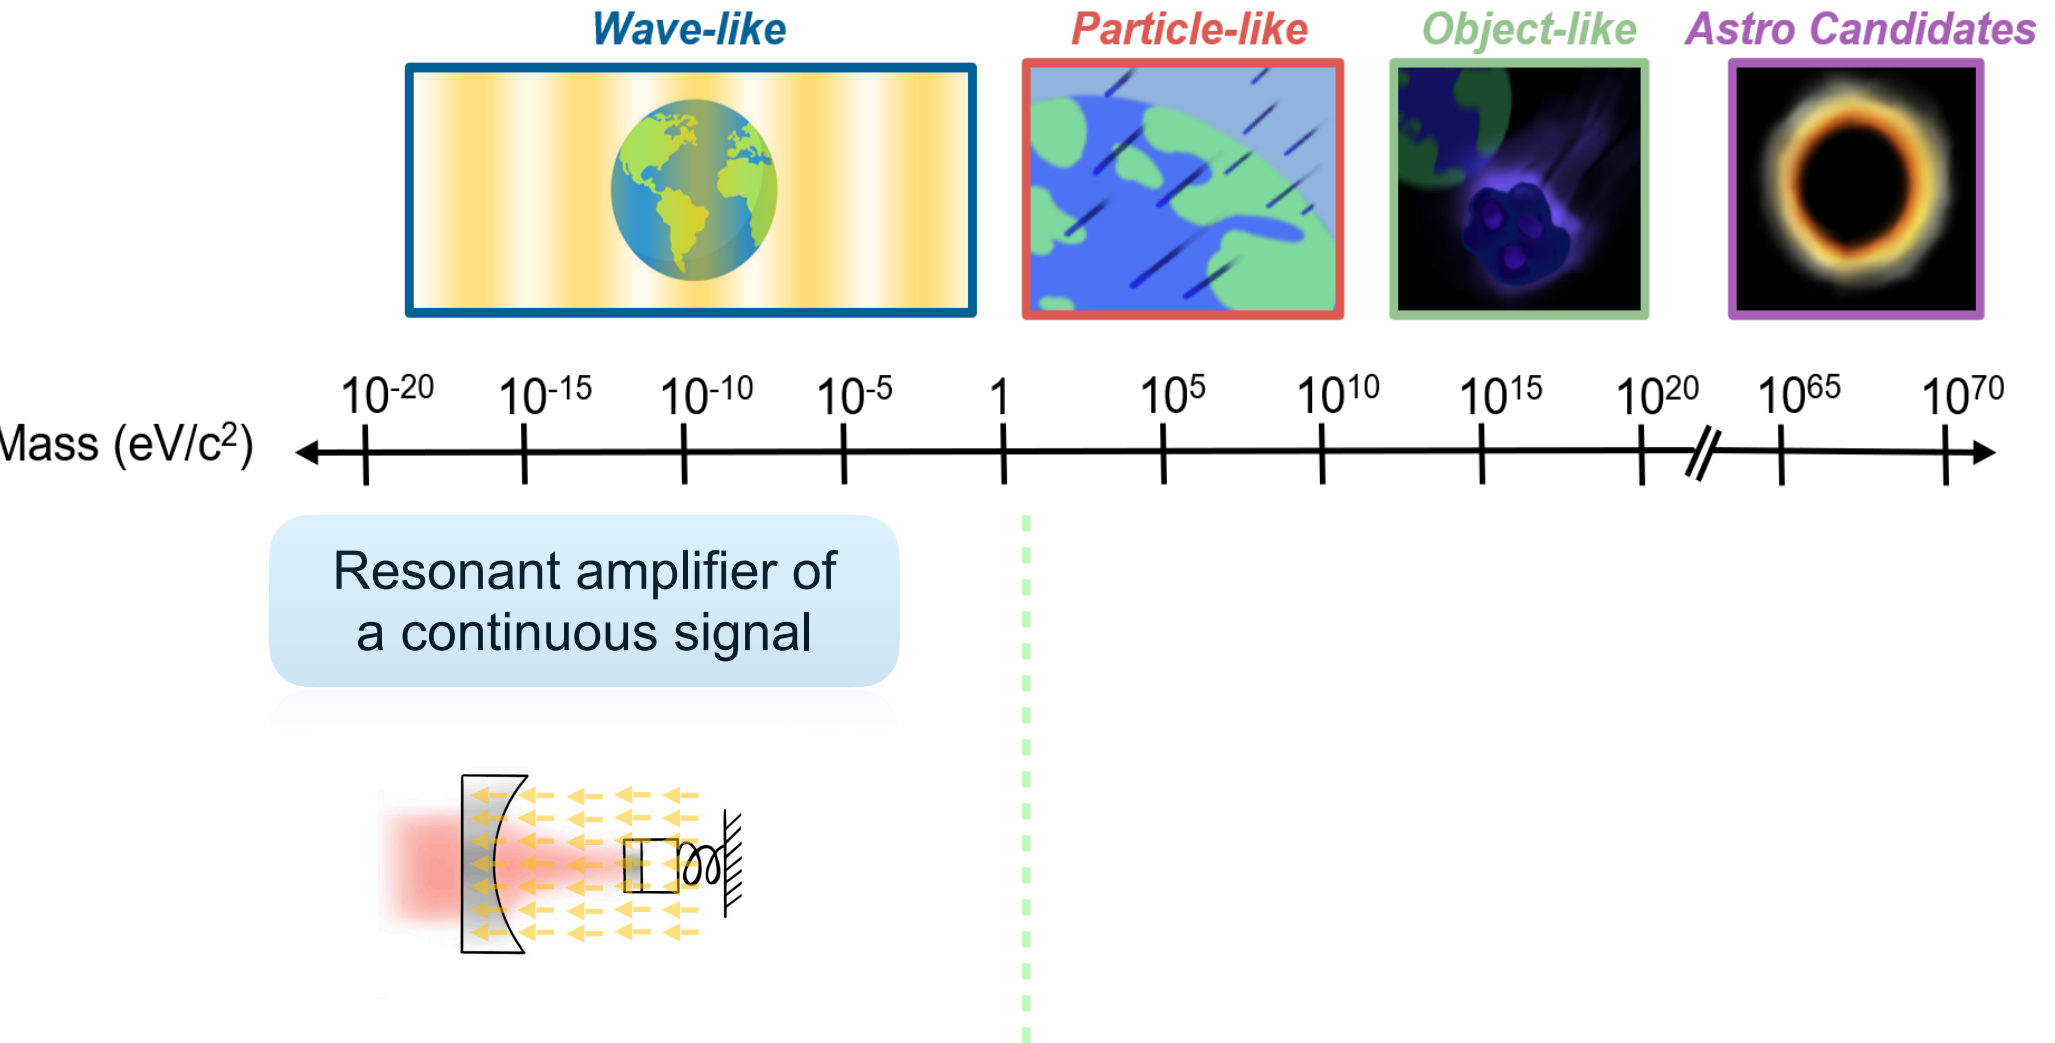 Wave-like Particle-like Object-like Astro Candidates
10⁻²⁰ 10⁻¹⁵ 10⁻¹⁰ 10⁻⁵ 1 10⁵ 10¹⁰ 10¹⁵ 10²⁰ 10⁶⁵ 10⁷⁰
Mass (eV/c²)
Resonant amplifier of
a continuous signal